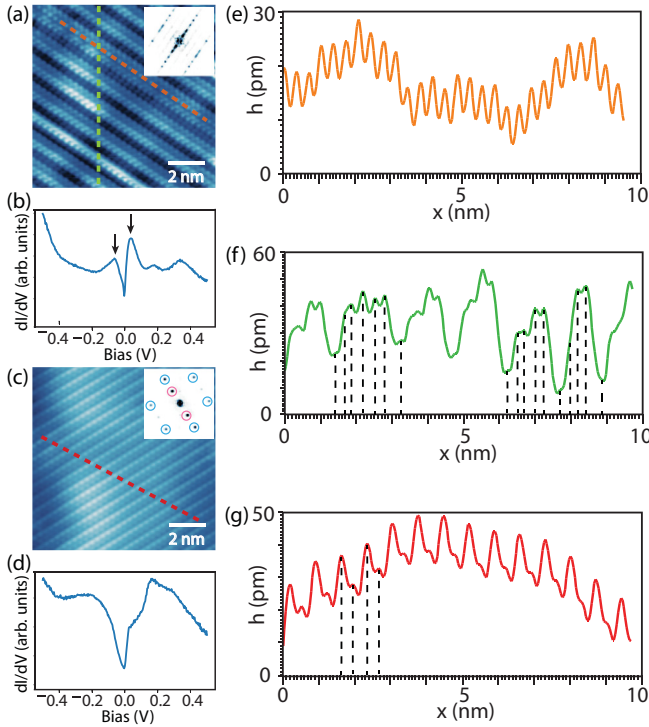 (a)
2 nm
(b)
dI/dV (arb. units)
−0.4 −0.2 0.0 0.2 0.4
Bias (V)
(c)
2 nm
(d)
dI/dV (arb. units)
−0.4 −0.2 0.0 0.2 0.4
Bias (V)
(e)
30
h (pm)
0
0 5 10
x (nm)
(f)
60
h (pm)
0
0 5 10
x (nm)
(g)
50
h (pm)
0
0 5 10
x (nm)